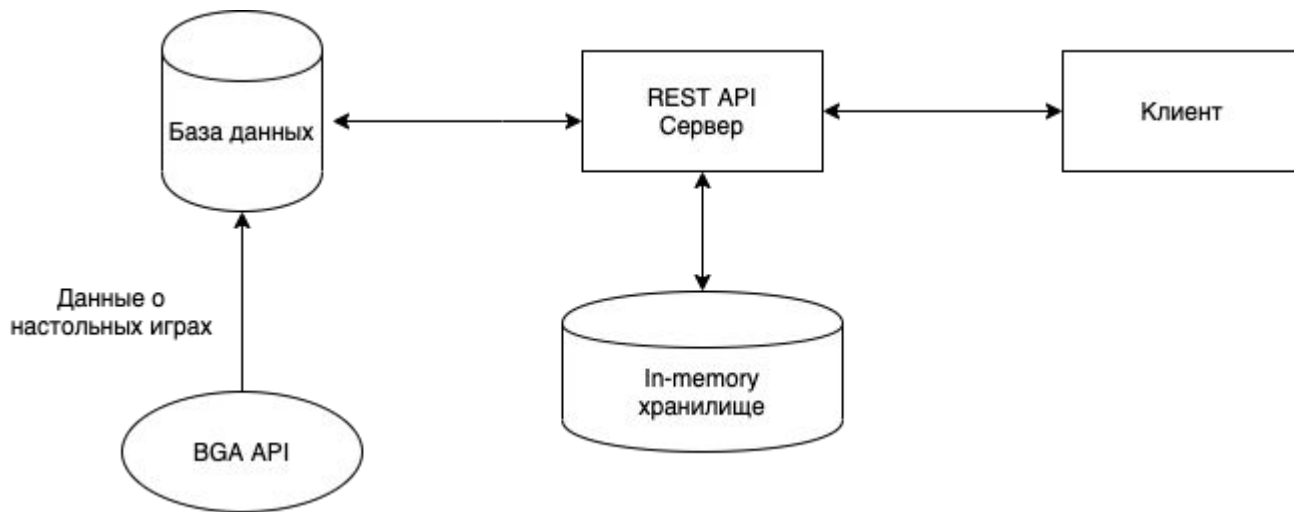 База данных
REST API
Сервер
Клиент
Данные о
настольных играх
In-memory
хранилище
BGA API